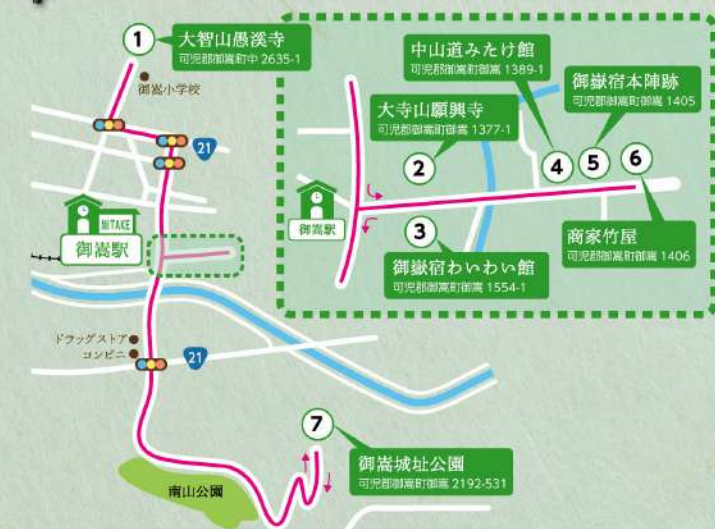 1
大智山愚渓寺
可児郡御嵩町中 2635-1
御嵩小学校
21
MITAKE
御嵩駅
ドラッグストア
コンビニ
21
南山公園
7
御嵩城址公園
可児郡御嵩町御嵩 2192-531
中山道みたけ館
可児郡御嵩町御嵩 1389-1
御嶽宿本陣跡
可児郡御嵩町御嵩 1405
大寺山願興寺
可児郡御嵩町御嵩 1377-1
2
4
5
6
御嵩駅
3
御嶽宿わいわい館
可児郡御嵩町御嵩 1554-1
商家竹屋
可児郡御嵩町御嵩 1406